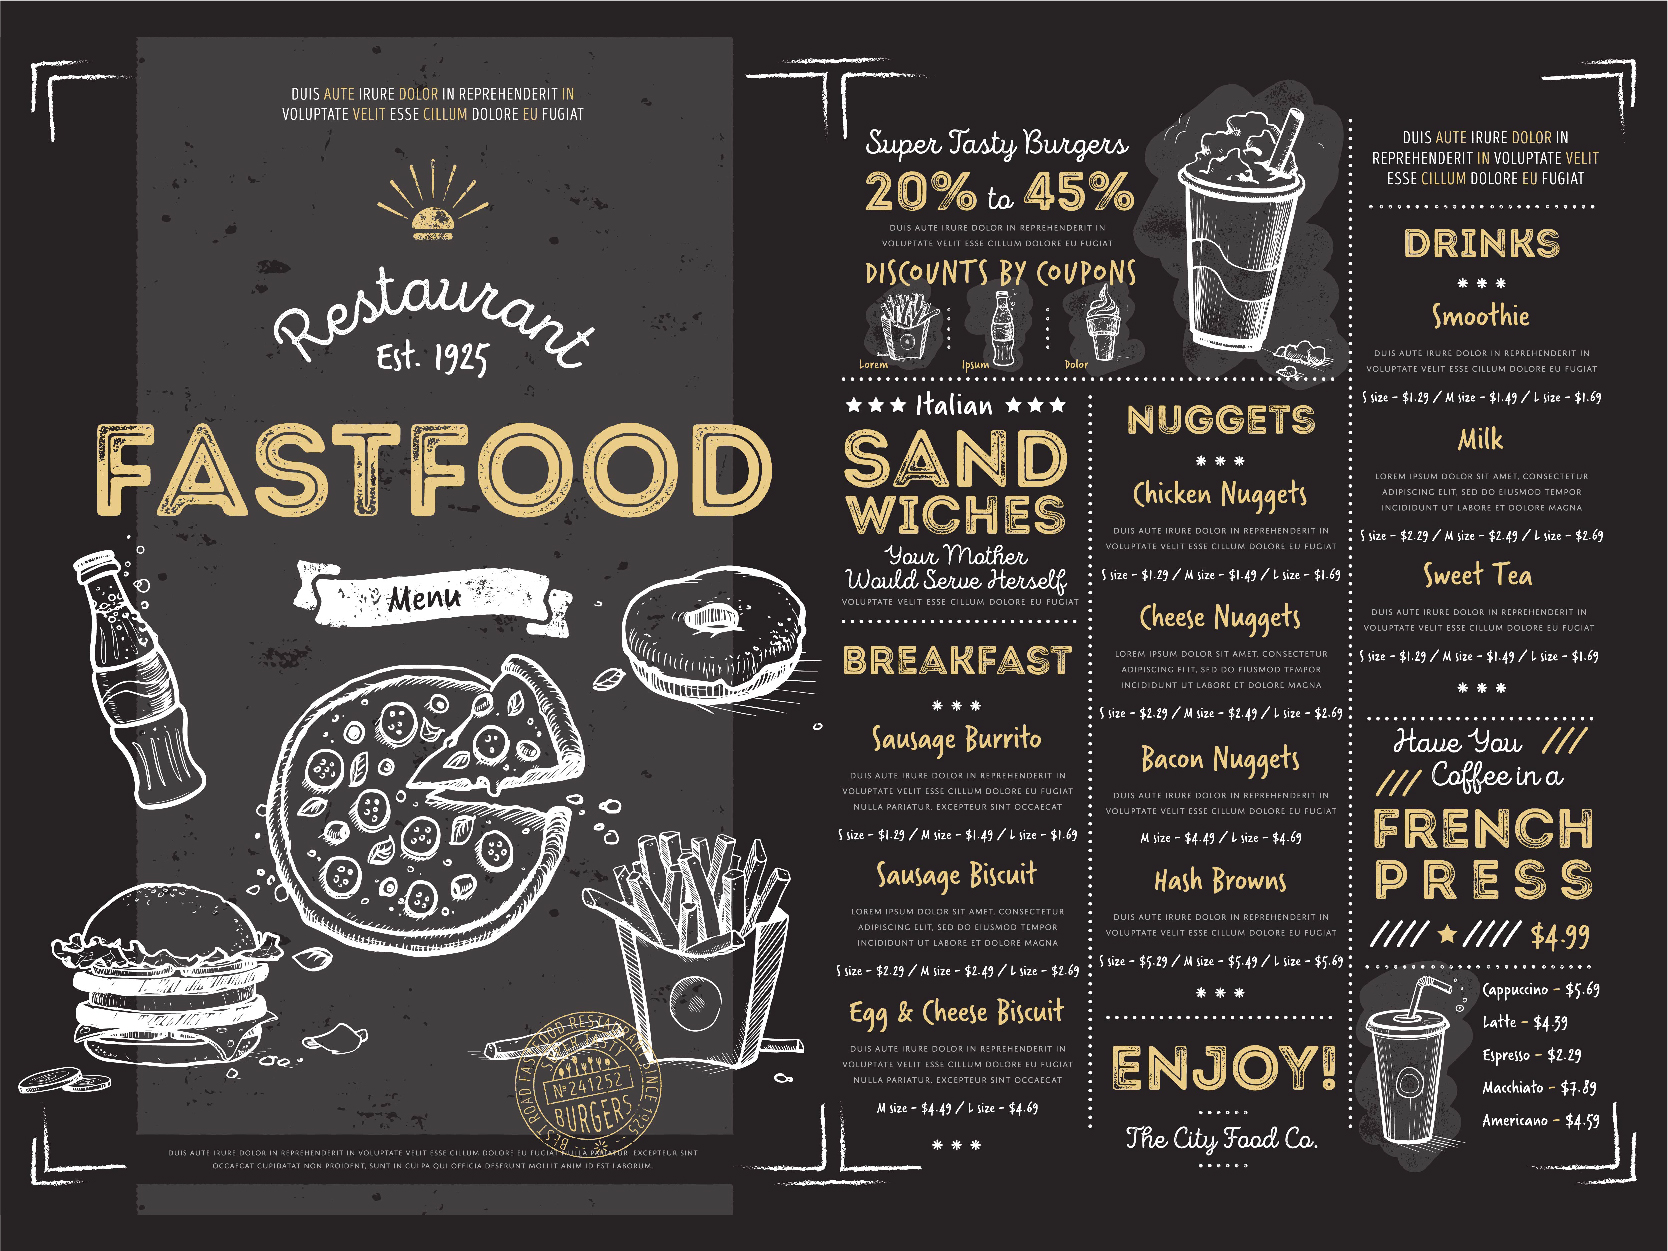 DUIS AUTE IRURE DOLOR IN REPREHENDERIT IN
VOLUPTATE VELIT ESSE CILLUM DOLORE EU FUGIAT
Restaurant
Est. 1925
FASTFOOD
Menu
BEST ROAD FAST FOOD RESTAURANT SINCE 1925
SUPER TASTY
Nº241252
BURGERS
DUIS AUTE IRURE DOLOR IN REPREHENDERIT IN VOLUPTATE VELIT ESSE CILLUM DOLORE EU FUGIAT NULLA PARIATUR. EXCEPTEUR SINT
OCCAECAT CUPIDATAT NON PROIDENT, SUNT IN CULPA QUI OFFICIA DESERUNT MOLLIT ANIM ID EST LABORUM.
Super Tasty Burgers
20% to 45%
DUIS AUTE IRURE DOLOR IN REPREHENDERIT IN
VOLUPTATE VELIT ESSE CILLUM DOLORE EU FUGIAT
DISCOUNTS BY COUPONS
Lorem
Ipsum
Dolor
Italian
SAND
WICHES
Your Mother
Would Serve Herself
VOLUPTATE VELIT ESSE CILLUM DOLORE EU FUGIAT
BREAKFAST
***
Sausage Burrito
DUIS AUTE IRURE DOLOR IN REPREHENDERIT IN
VOLUPTATE VELIT ESSE CILLUM DOLORE EU FUGIAT
NULLA PARIATUR. EXCEPTEUR SINT OCCAECAT
S size - $1.29 / M size - $1.49 / L size - $1.69
Sausage Biscuit
LOREM IPSUM DOLOR SIT AMET, CONSECTETUR
ADIPISCING ELIT, SED DO EIUSMOD TEMPOR
INCIDIDUNT UT LABORE ET DOLORE MAGNA
S size - $2.29 / M size - $2.49 / L size - $2.69
Egg & Cheese Biscuit
DUIS AUTE IRURE DOLOR IN REPREHENDERIT IN
VOLUPTATE VELIT ESSE CILLUM DOLORE EU FUGIAT
NULLA PARIATUR. EXCEPTEUR SINT OCCAECAT
M size - $4.49 / L size - $4.69
***
NUGGETS
***
Chicken Nuggets
DUIS AUTE IRURE DOLOR IN REPREHENDERIT IN
VOLUPTATE VELIT ESSE CILLUM DOLORE EU FUGIAT
S size - $1.29 / M size - $1.49 / L size - $1.69
Cheese Nuggets
LOREM IPSUM DOLOR SIT AMET, CONSECTETUR
ADIPISCING ELIT, SED DO EIUSMOD TEMPOR
INCIDIDUNT UT LABORE ET DOLORE MAGNA
S size - $2.29 / M size - $2.49 / L size - $2.69
Bacon Nuggets
DUIS AUTE IRURE DOLOR IN REPREHENDERIT IN
VOLUPTATE VELIT ESSE CILLUM DOLORE EU FUGIAT
M size - $4.49 / L size - $4.69
Hash Browns
DUIS AUTE IRURE DOLOR IN REPREHENDERIT IN
VOLUPTATE VELIT ESSE CILLUM DOLORE EU FUGIAT
S size - $5.29 / M size - $5.49 / L size - $5.69
***
ENJOY!
The City Food Co.
DUIS AUTE IRURE DOLOR IN
REPREHENDERIT IN VOLUPTATE VELIT
ESSE CILLUM DOLORE EU FUGIAT
DRINKS
***
Smoothie
DUIS AUTE IRURE DOLOR IN REPREHENDERIT IN
VOLUPTATE VELIT ESSE CILLUM DOLORE EU FUGIAT
S size - $1.29 / M size - $1.49 / L size - $1.69
Milk
LOREM IPSUM DOLOR SIT AMET, CONSECTETUR
ADIPISCING ELIT, SED DO EIUSMOD TEMPOR
INCIDIDUNT UT LABORE ET DOLORE MAGNA
S size - $2.29 / M size - $2.49 / L size - $2.69
Sweet Tea
DUIS AUTE IRURE DOLOR IN REPREHENDERIT IN
VOLUPTATE VELIT ESSE CILLUM DOLORE EU FUGIAT
S size - $1.29 / M size - $1.49 / L size - $1.69
***
Have You ///
/// Coffee in a
FRENCH
PRESS
//// ★ //// $4.99
Cappuccino - $5.69
Latte - $4.39
Espresso - $2.29
Macchiato - $7.89
Americano - $4.59